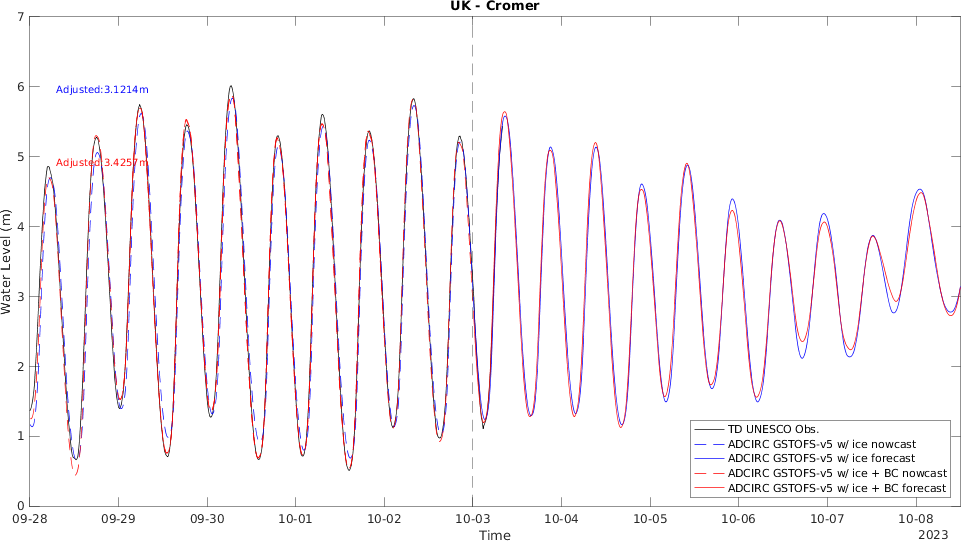 UK - Cromer
7
6
5
4
3
2
1
0
Water Level (m)
Adjusted:3.1214m
Adjusted:3.4257m
TD UNESCO Obs.
ADCIRC GSTOFS-v5 w/ ice nowcast
ADCIRC GSTOFS-v5 w/ ice forecast
ADCIRC GSTOFS-v5 w/ ice + BC nowcast
ADCIRC GSTOFS-v5 w/ ice + BC forecast
09-28 09-29 09-30 10-01 10-02 10-03 10-04 10-05 10-06 10-07 10-08
Time
2023